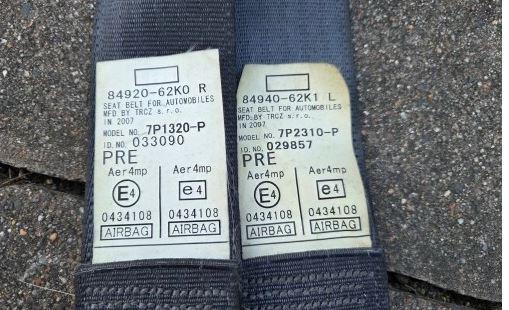 84920-62K0 R
SEAT BELT FOR AUTOMOBILES
MFD. BY TRCZ s.r.o.
IN 2007
MODEL NO. 7P1320-P
I.D. NO. 033090
PRE
Aer4mp Aer4mp
E4 e4
0434108 0434108
AIRBAG AIRBAG
84940-62K1 L
SEAT BELT FOR AUTOMOBILES
MFD. BY TRCZ s.r.o.
IN 2007
MODEL NO. 7P2310-P
ID. NO. 029857
PRE
Aer4mp Aer4mp
E4 e4
0434108 0434108
AIRBAG AIRBAG